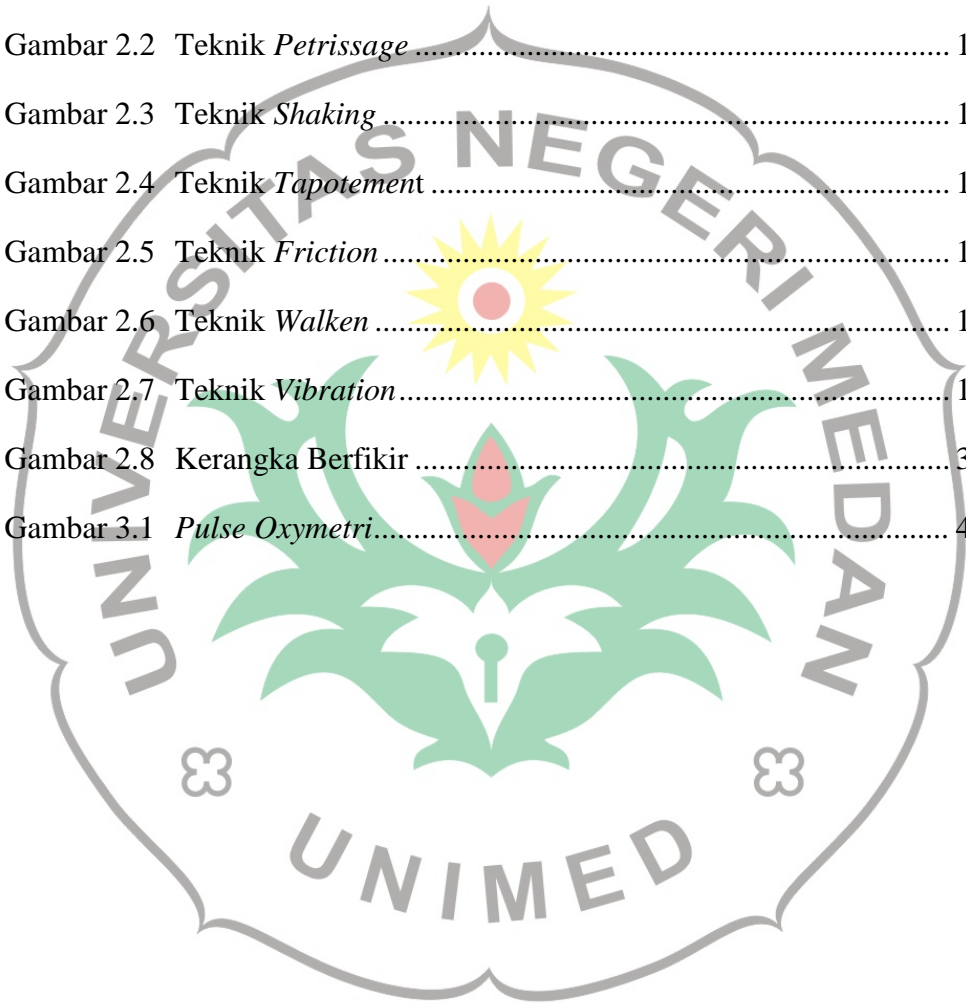 Gambar 2.2 Teknik Petrissage ........................................................................ 1
Gambar 2.3 Teknik Shaking ............................................................................ 1
Gambar 2.4 Teknik Tapotement ..................................................................... 1
Gambar 2.5 Teknik Friction ............................................................................ 1
Gambar 2.6 Teknik Walken ............................................................................. 1
Gambar 2.7 Teknik Vibration .......................................................................... 1
Gambar 2.8 Kerangka Berfikir ........................................................................ 3
Gambar 3.1 Pulse Oxymetri ............................................................................. 4
UNIVERSITAS NEGERI MEDAN
UNIMED